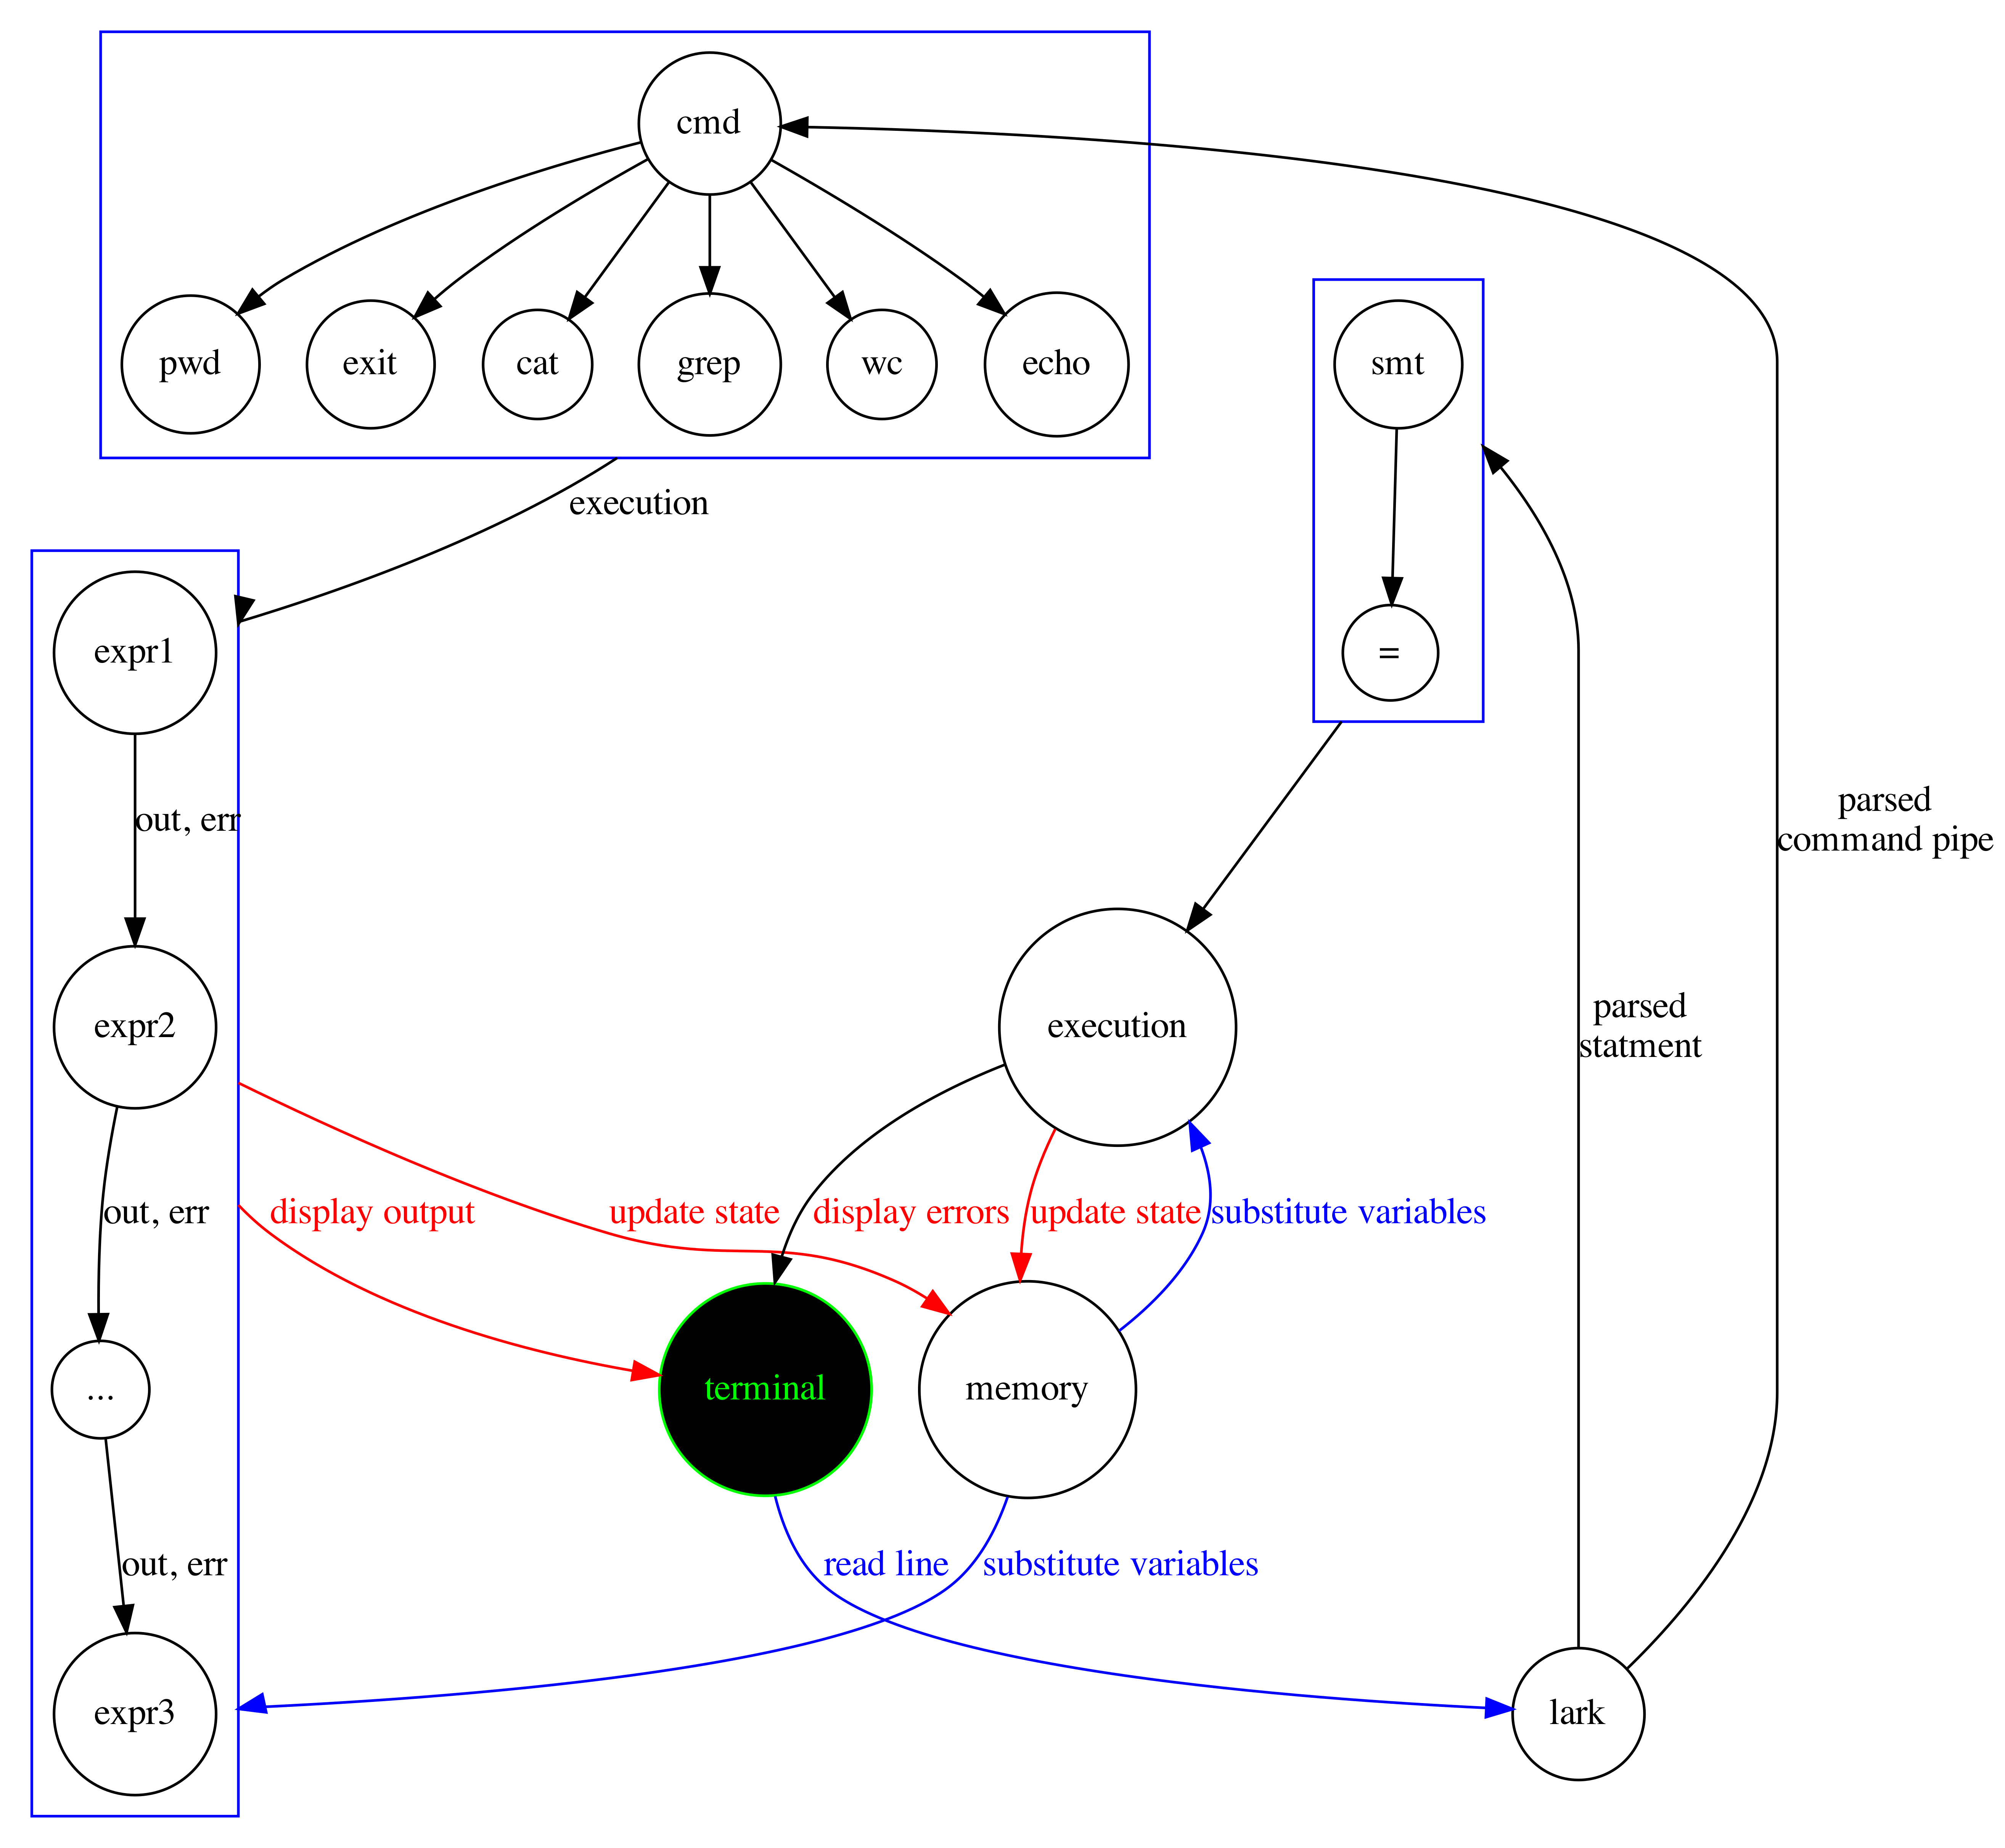 cmd
pwd
exit
cat
grep
wc
echo
smt
execution
expr1
=
out, err
parsed
command pipe
expr2
execution
parsed
statment
out, err
display output
update state
display errors
update state
substitute variables
...
terminal
memory
out, err
read line
substitute variables
expr3
lark